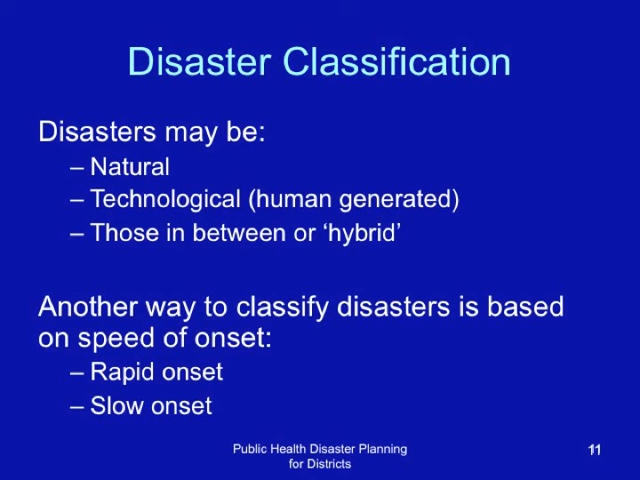 Disaster Classification
Disasters may be:
– Natural
– Technological (human generated)
– Those in between or ‘hybrid’
Another way to classify disasters is based
on speed of onset:
– Rapid onset
– Slow onset
Public Health Disaster Planning
for Districts
11